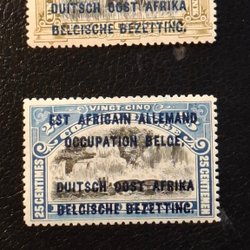 DUITSCH OOST AFRIKA
BELGISCHE BEZETTING.
VINGT-CINQ
EST AFRICAIN ALLEMAND
OCCUPATION BELGE.
DUITSCH OOST AFRIKA
BELGISCHE BEZETTING.
25 CENTIMES
25 CENTIEMEN